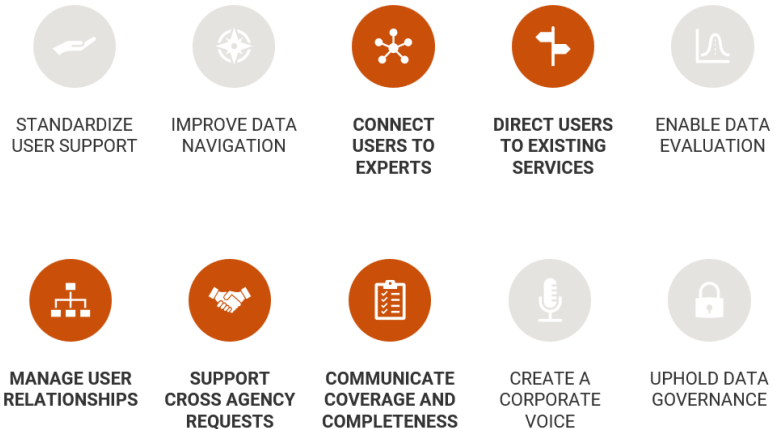 STANDARDIZE
USER SUPPORT
IMPROVE DATA
NAVIGATION
CONNECT
USERS TO
EXPERTS
DIRECT USERS
TO EXISTING
SERVICES
ENABLE DATA
EVALUATION
MANAGE USER
RELATIONSHIPS
SUPPORT
CROSS AGENCY
REQUESTS
COMMUNICATE
COVERAGE AND
COMPLETENESS
CREATE A
CORPORATE
VOICE
UPHOLD DATA
GOVERNANCE